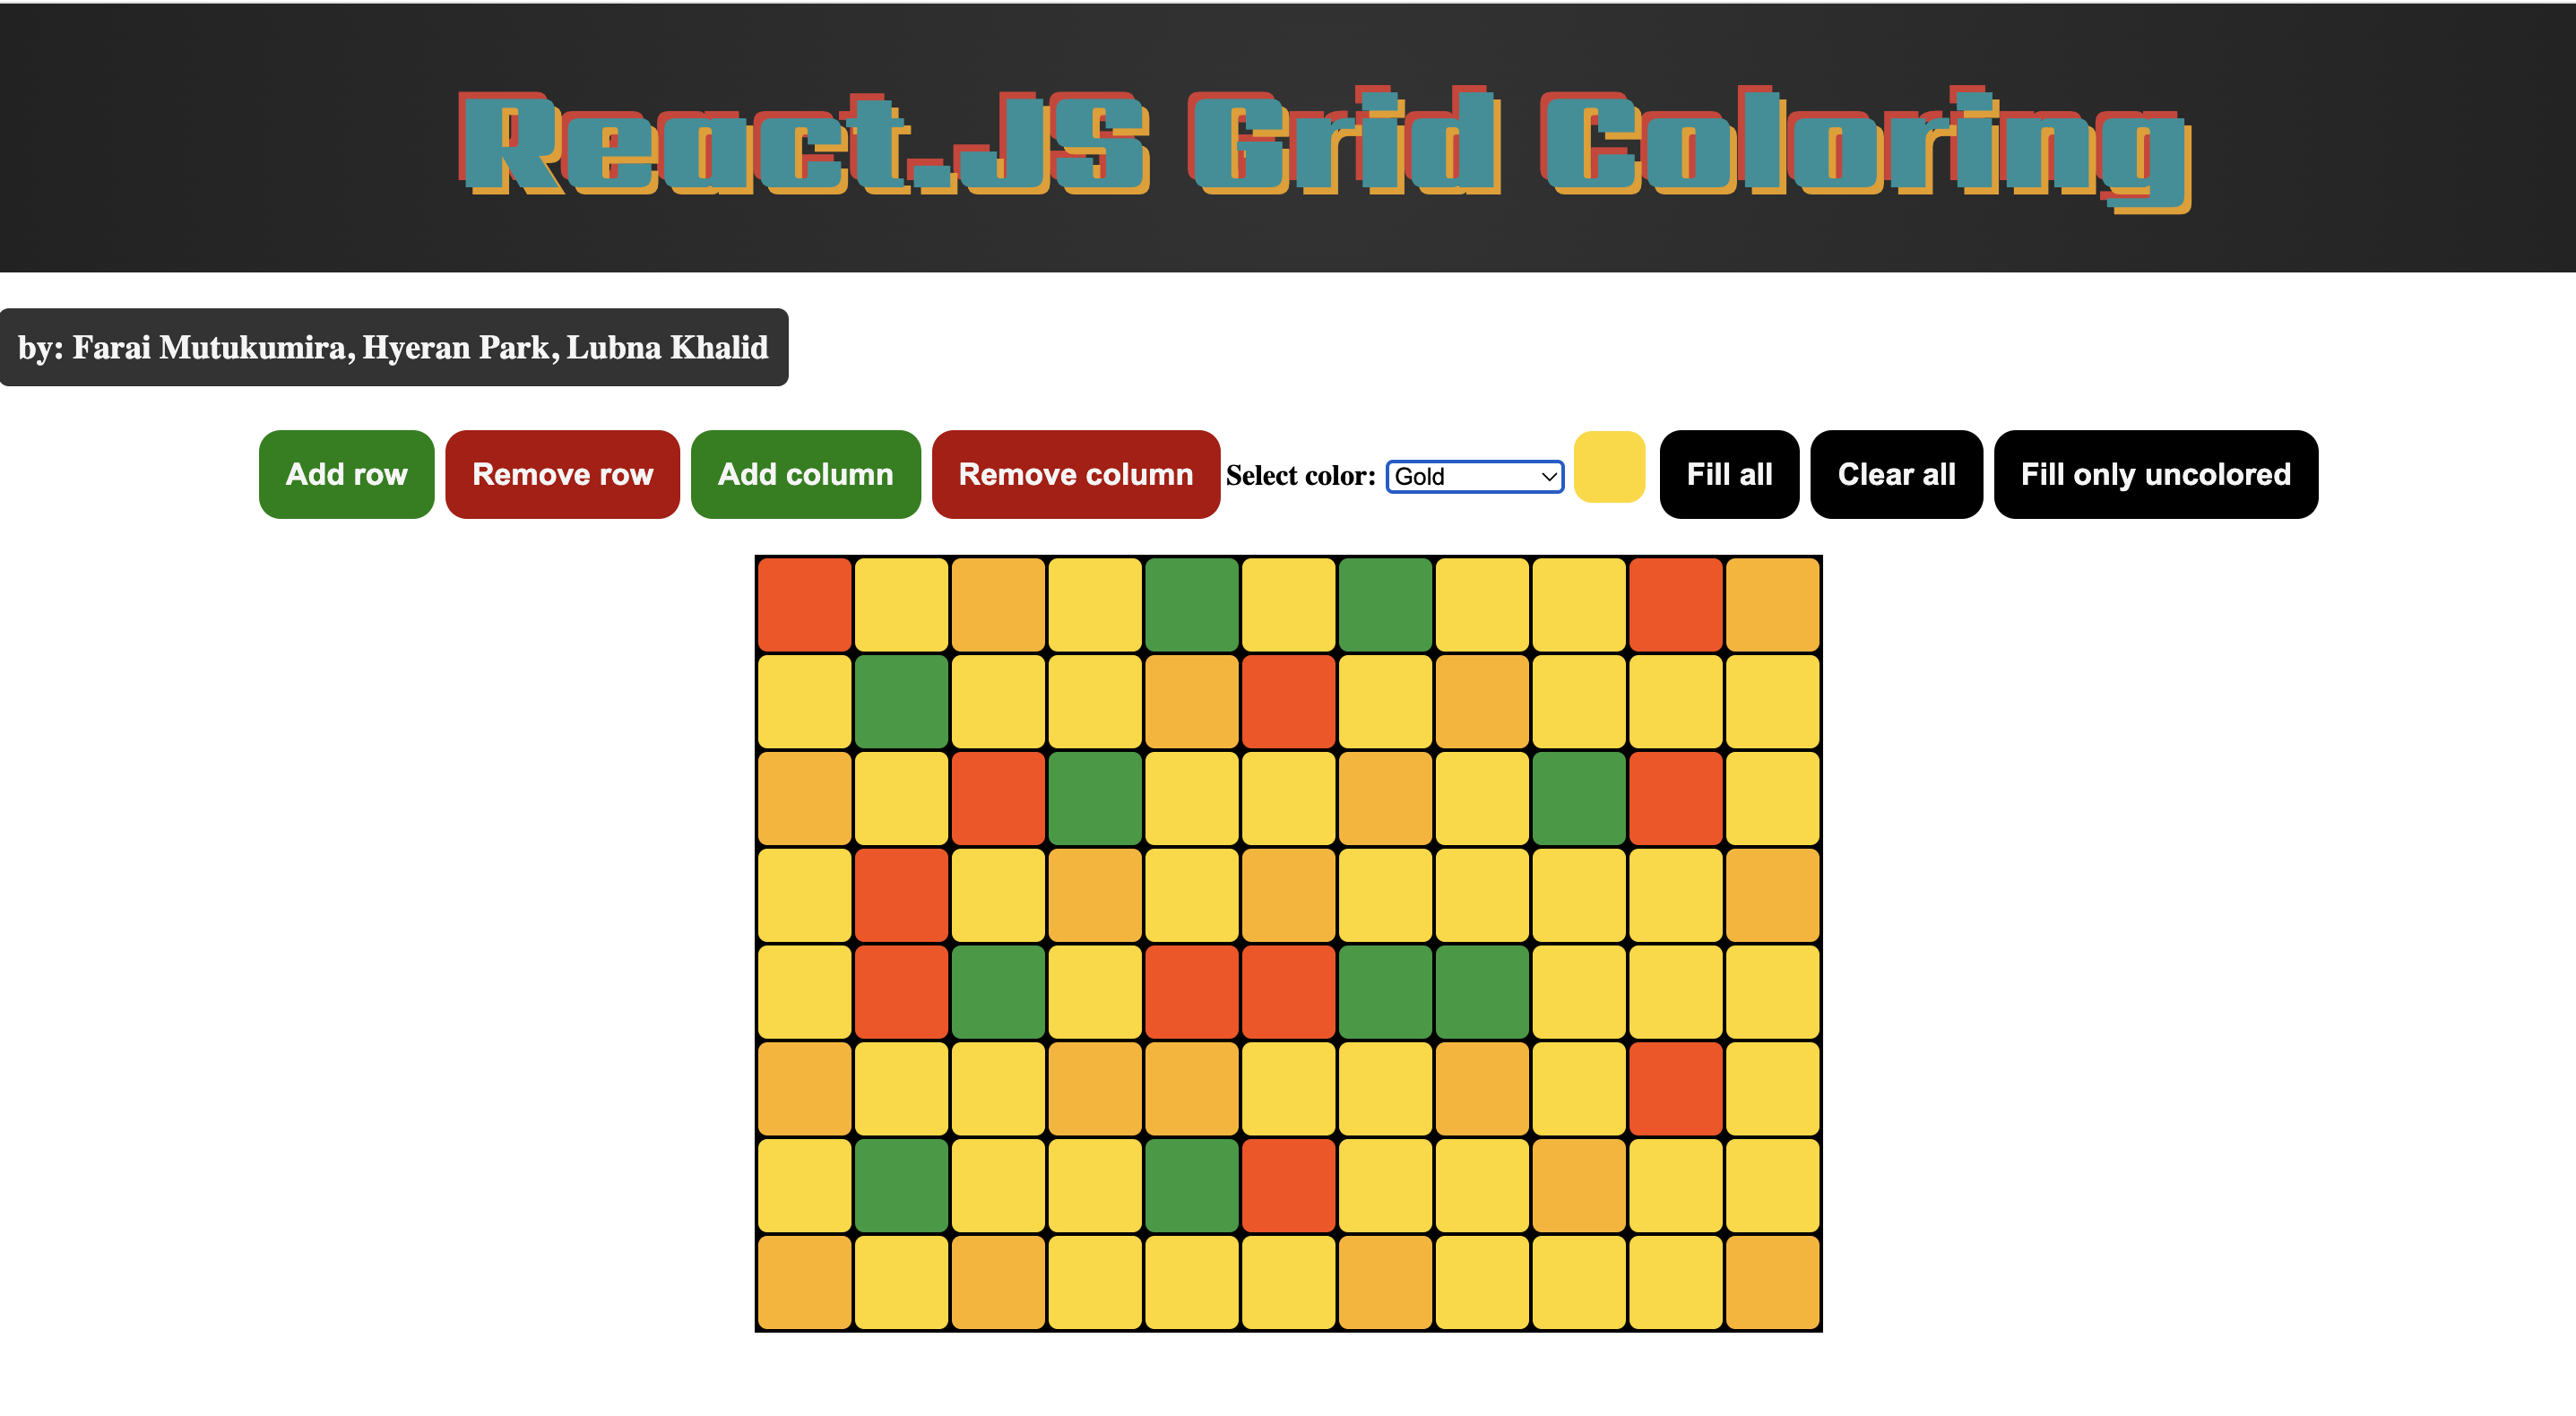 React.JS Grid Coloring
by: Farai Mutukumira, Hyeran Park, Lubna Khalid
Add row Remove row Add column Remove column Select color: Gold Fill all Clear all Fill only uncolored